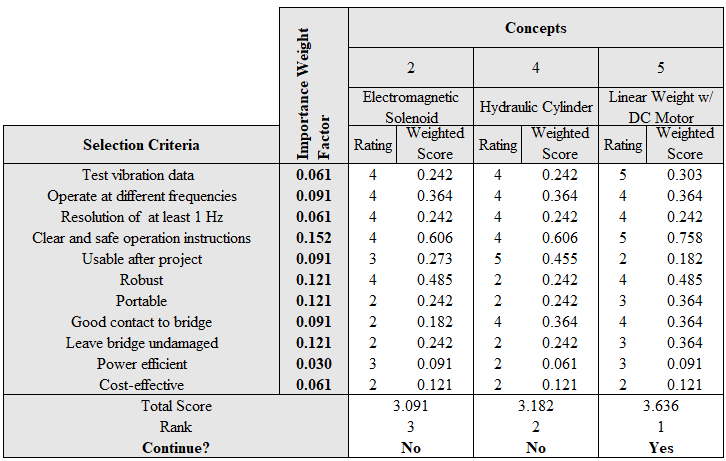 Concepts
Importance Weight Factor
2 4 5
Electromagnetic Solenoid Hydraulic Cylinder Linear Weight w/ DC Motor
Selection Criteria Rating Weighted Score Rating Weighted Score Rating Weighted Score
Test vibration data 0.061 4 0.242 4 0.242 5 0.303
Operate at different frequencies 0.091 4 0.364 4 0.364 4 0.364
Resolution of at least 1 Hz 0.061 4 0.242 4 0.242 4 0.242
Clear and safe operation instructions 0.152 4 0.606 4 0.606 5 0.758
Usable after project 0.091 3 0.273 5 0.455 2 0.182
Robust 0.121 4 0.485 2 0.242 4 0.485
Portable 0.121 2 0.242 2 0.242 3 0.364
Good contact to bridge 0.091 2 0.182 4 0.364 4 0.364
Leave bridge undamaged 0.121 2 0.242 2 0.242 3 0.364
Power efficient 0.030 3 0.091 2 0.061 3 0.091
Cost-effective 0.061 2 0.121 2 0.121 2 0.121
Total Score 3.091 3.182 3.636
Rank 3 2 1
Continue? No No Yes